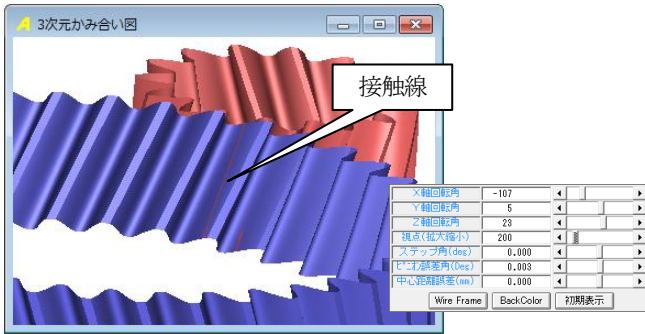 3次元かみ合い図
接触線
X軸回転角 -107
Y軸回転角 5
Z軸回転角 23
視点(拡大縮小) 200
ステップ角(deg) 0.000
ピニオン誤差角(Deg) 0.003
中心距離誤差(mm) 0.000
Wire Frame BackColor 初期表示